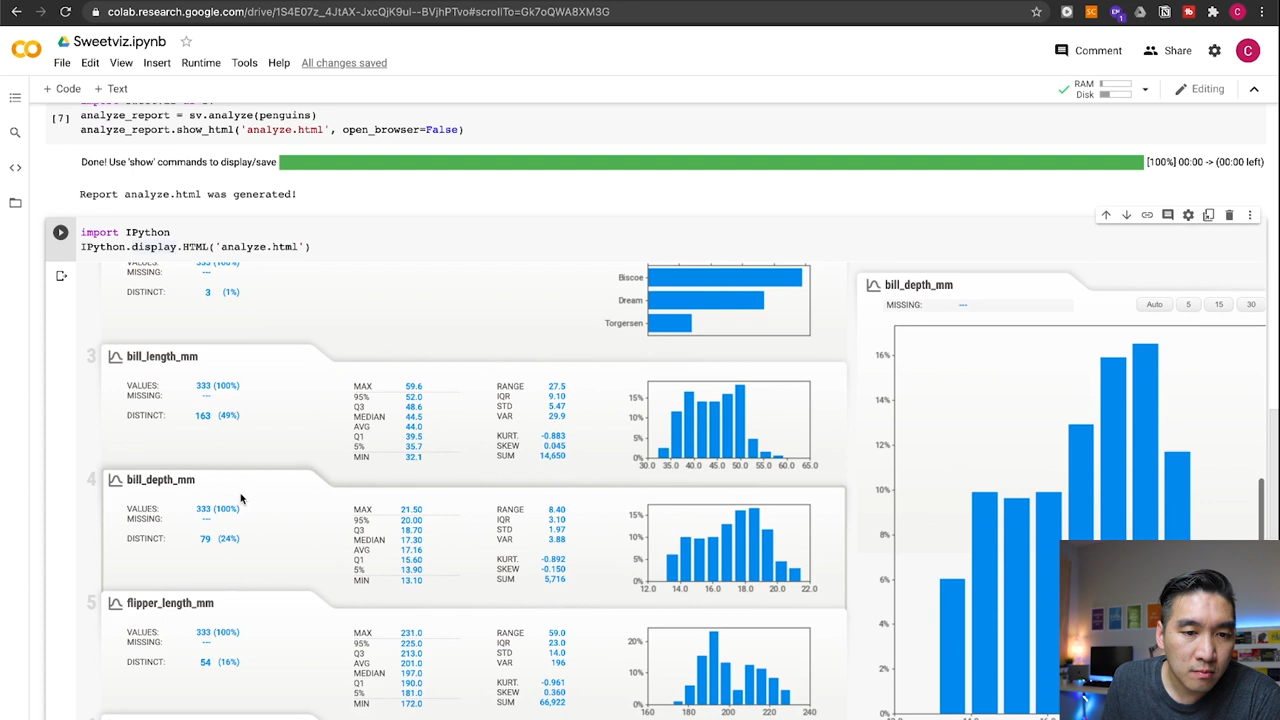 colab.research.google.com/drive/1S4E07z_4JtAX-JxcQjK9ul--BVjhPTvo#scrollTo=Gk7oQWA8XM3G
Sweetviz.ipynb
File Edit View Insert Runtime Tools Help All changes saved
Comment Share C
+ Code + Text
RAM
Disk
Editing
[7]
analyze_report = sv.analyze(penguins)
analyze_report.show_html('analyze.html', open_browser=False)
Done! Use 'show' commands to display/save [100%] 00:00 -> (00:00 left)
Report analyze.html was generated!
import IPython
IPython.display.HTML('analyze.html')
VALUES: 333 (100%)
MISSING: ---
DISTINCT: 3 (1%)
Biscoe
Dream
Torgersen
3 bill_length_mm
VALUES: 333 (100%)
MISSING: ---
DISTINCT: 163 (49%)
MAX 59.6
95% 52.0
Q3 48.6
MEDIAN 44.5
AVG 44.0
Q1 39.5
5% 35.7
MIN 32.1
RANGE 27.5
IQR 9.10
STD 5.47
VAR 29.9
KURT. -0.883
SKEW 0.045
SUM 14,650
15%
10%
5%
0%
30.0 35.0 40.0 45.0 50.0 55.0 60.0 65.0
4 bill_depth_mm
VALUES: 333 (100%)
MISSING: ---
DISTINCT: 79 (24%)
MAX 21.50
95% 20.00
Q3 18.70
MEDIAN 17.30
AVG 17.16
Q1 15.60
5% 13.90
MIN 13.10
RANGE 8.40
IQR 3.10
STD 1.97
VAR 3.88
KURT. -0.892
SKEW -0.150
SUM 5,716
15%
10%
5%
0%
12.0 14.0 16.0 18.0 20.0 22.0
5 flipper_length_mm
VALUES: 333 (100%)
MISSING: ---
DISTINCT: 54 (16%)
MAX 231.0
95% 225.0
Q3 213.0
AVG 201.0
MEDIAN 197.0
Q1 190.0
5% 181.0
MIN 172.0
RANGE 59.0
IQR 23.0
STD 14.0
VAR 196
KURT. -0.961
SKEW 0.360
SUM 66,922
20%
10%
0%
160 180 200 220 240
bill_depth_mm
MISSING: ---
Auto 5 15 30
16%
14%
12%
10%
8%
6%
4%
2%
0%